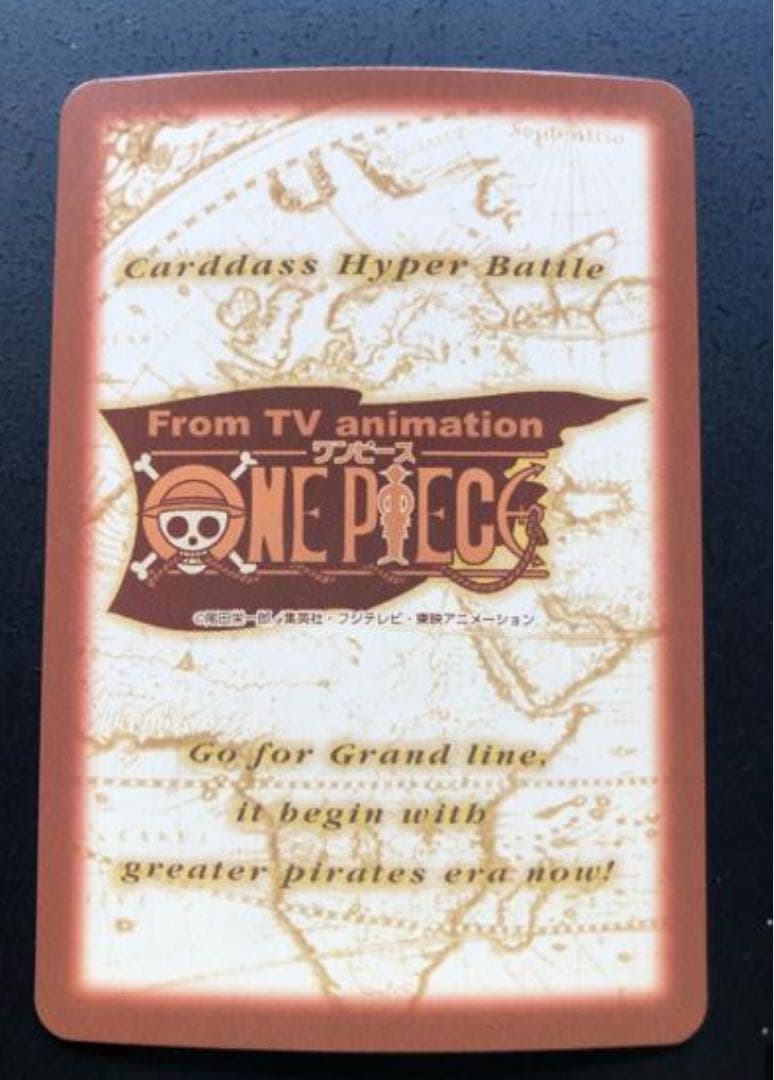 Septentrio
Carddass Hyper Battle
From TV animation
ワンピース
ONE PIECE
©尾田栄一郎／集英社・フジテレビ・東映アニメーション
Go for Grand line,
it begin with
greater pirates era now!